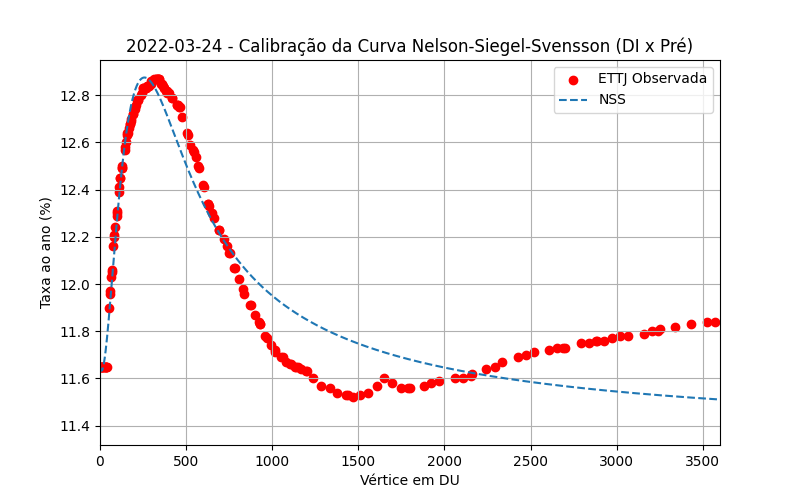 2022-03-24 - Calibração da Curva Nelson-Siegel-Svensson (DI x Pré)
ETTJ Observada
NSS
Taxa ao ano (%)
12.8
12.6
12.4
12.2
12.0
11.8
11.6
11.4
0 500 1000 1500 2000 2500 3000 3500
Vértice em DU